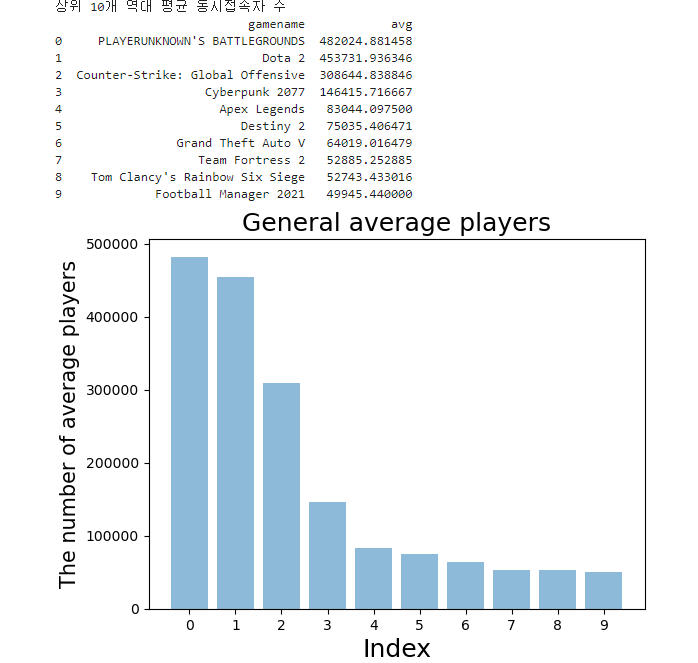 상위 10개 역대 평균 동시접속자 수
gamename avg
0 PLAYERUNKNOWN'S BATTLEGROUNDS 482024.881458
1 Dota 2 453731.936346
2 Counter-Strike: Global Offensive 308644.838846
3 Cyberpunk 2077 146415.716667
4 Apex Legends 83044.097500
5 Destiny 2 75035.406471
6 Grand Theft Auto V 64019.016479
7 Team Fortress 2 52885.252885
8 Tom Clancy's Rainbow Six Siege 52743.433016
9 Football Manager 2021 49945.440000
General average players
The number of average players
500000
400000
300000
200000
100000
0
0 1 2 3 4 5 6 7 8 9
Index